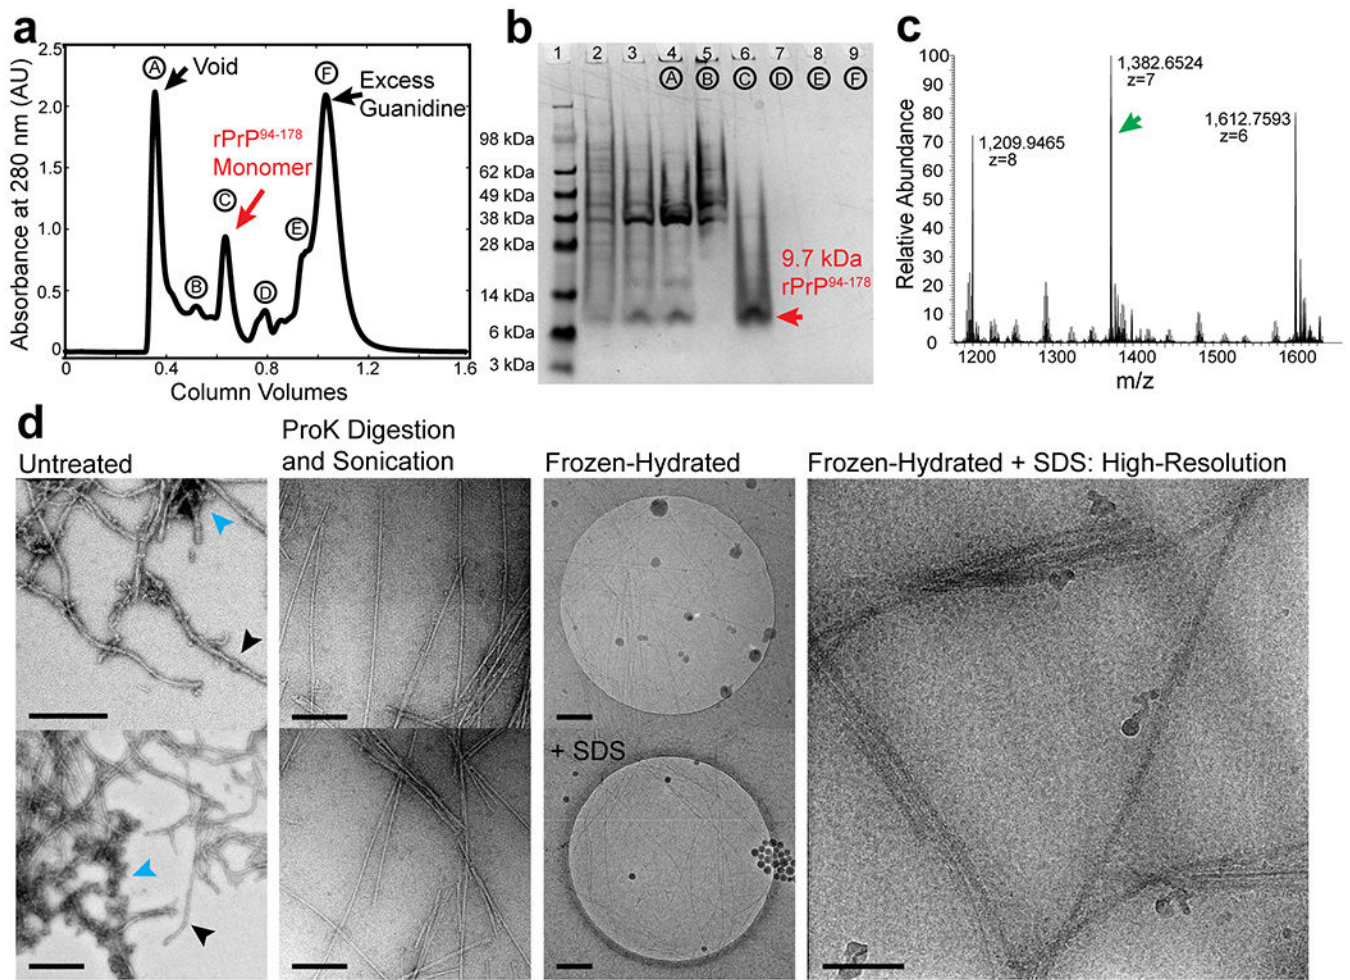 a
2.5
2.0
1.5
1.0
0.5
0
0
0.4
0.8
1.2
1.6
Absorbance at 280 nm (AU)
Column Volumes
A
Void
B
rPrP94-178
Monomer
C
D
E
F
Excess
Guanidine
b
1 2 3 4 5 6 7 8 9
A B C D E F
98 kDa
62 kDa
49 kDa
38 kDa
28 kDa
14 kDa
6 kDa
3 kDa
9.7 kDa
rPrP94-178
c
100
90
80
70
60
50
40
30
20
10
0
Relative Abundance
1200 1300 1400 1500 1600
m/z
1,209.9465
z=8
1,382.6524
z=7
1,612.7593
z=6
d
Untreated
ProK Digestion
and Sonication
Frozen-Hydrated
+ SDS
Frozen-Hydrated + SDS: High-Resolution